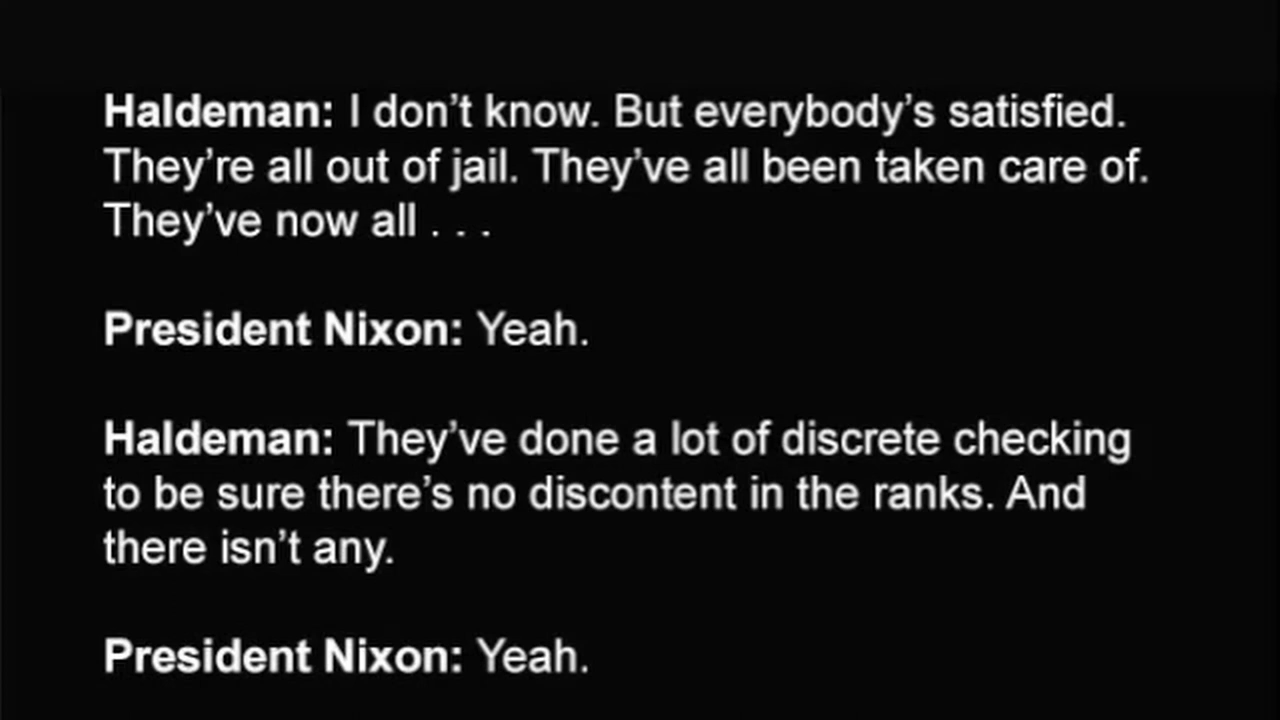 Haldeman: I don’t know. But everybody’s satisfied.
They’re all out of jail. They’ve all been taken care of.
They’ve now all . . .
President Nixon: Yeah.
Haldeman: They’ve done a lot of discrete checking
to be sure there’s no discontent in the ranks. And
there isn’t any.
President Nixon: Yeah.